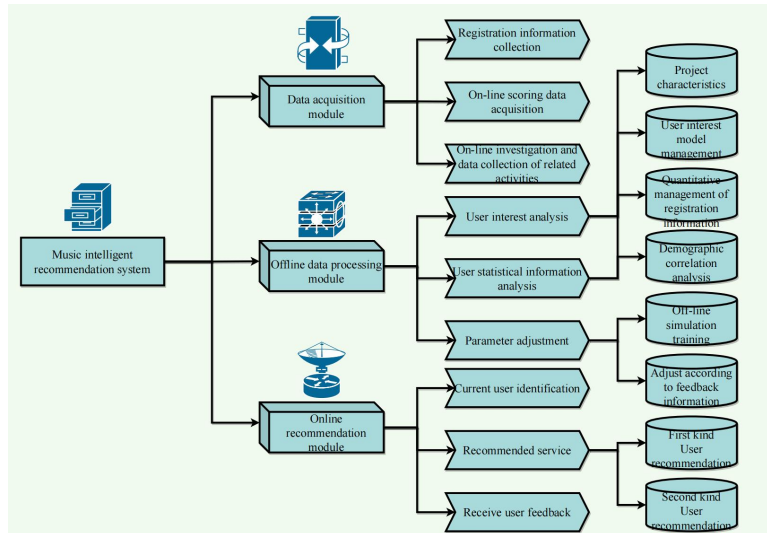 Music intelligent
recommendation system
Data acquisition
module
Offline data processing
module
Online
recommendation
module
Registration information
collection
On-line scoring data
acquisition
On-line investigation and
data collection of related
activities
User interest analysis
User statistical information
analysis
Parameter adjustment
Current user identification
Recommended service
Receive user feedback
Project
characteristics
User interest
model
management
Quantitative
management of
registration
information
Demographic
correlation
analysis
Off-line
simulation
training
Adjust according
to feedback
information
First kind
User
recommendation
Second kind
User
recommendation